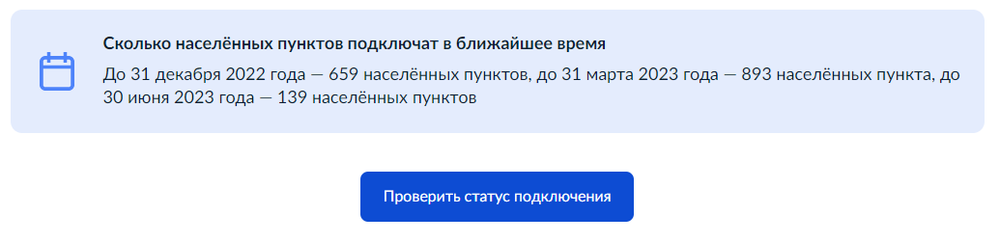 Сколько населённых пунктов подключат в ближайшее время
До 31 декабря 2022 года — 659 населённых пунктов, до 31 марта 2023 года — 893 населённых пункта, до
30 июня 2023 года — 139 населённых пунктов
Проверить статус подключения